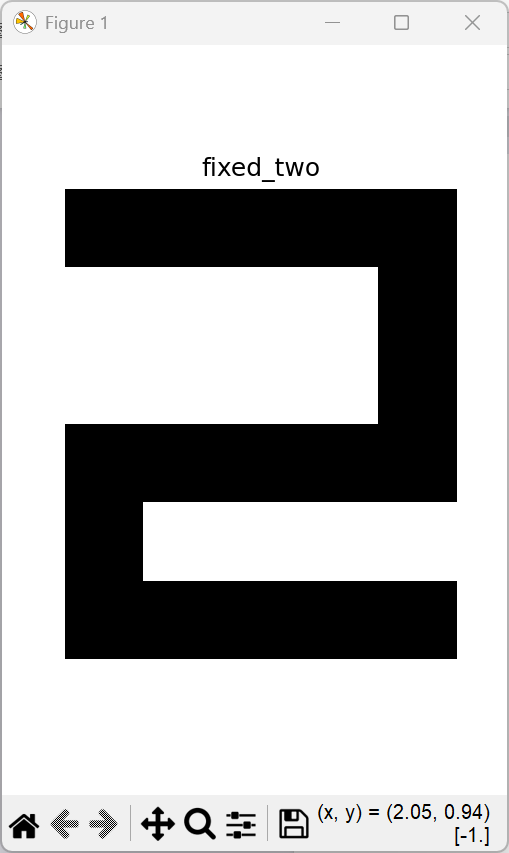 Figure 1
fixed_two
(x, y) = (2.05, 0.94)
[-1.]